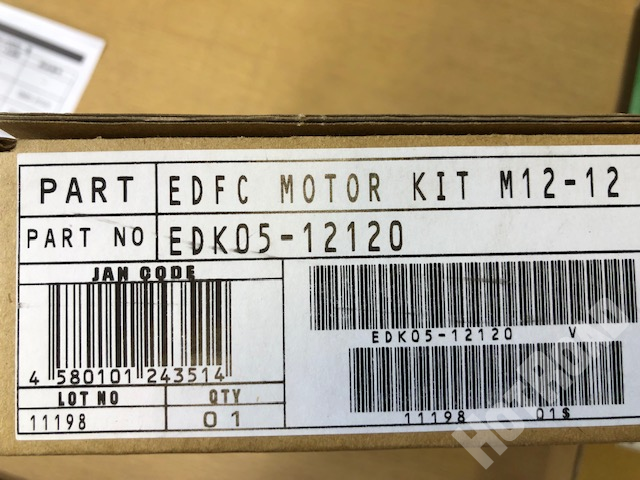 PART EDFC MOTOR KIT M12-12
PART NO EDK05-12120
JAN CODE
4 580101 243514
LOT NO QTY
11198 01
EDK05-12120 V
11198 01$
HOTROAD